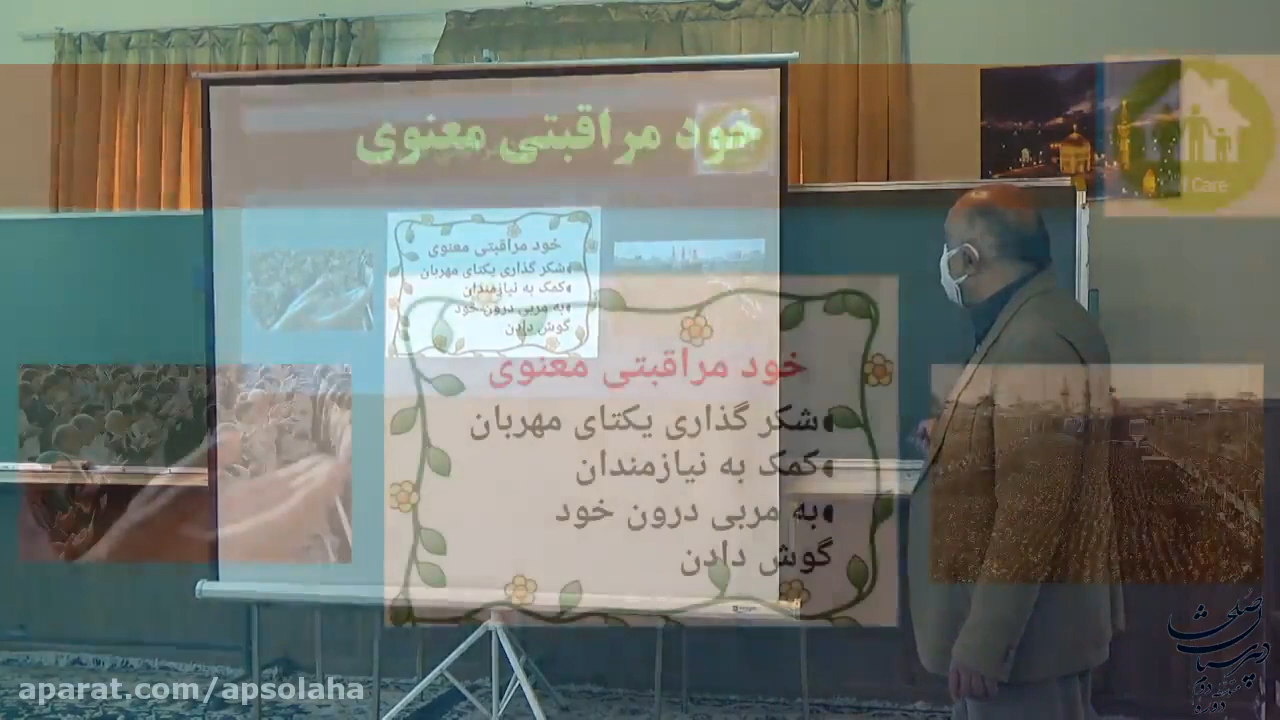 خود مراقبتی معنوی
خود مراقبتی معنوی
شکر گذاری یکتای مهربان
کمک به نیازمندان
به مربی درون خود
گوش دادن
خود مراقبتی معنوی
شکر گذاری یکتای مهربان
کمک به نیازمندان
به مربی درون خود
گوش دادن
Care
aparat.com/apsolaha